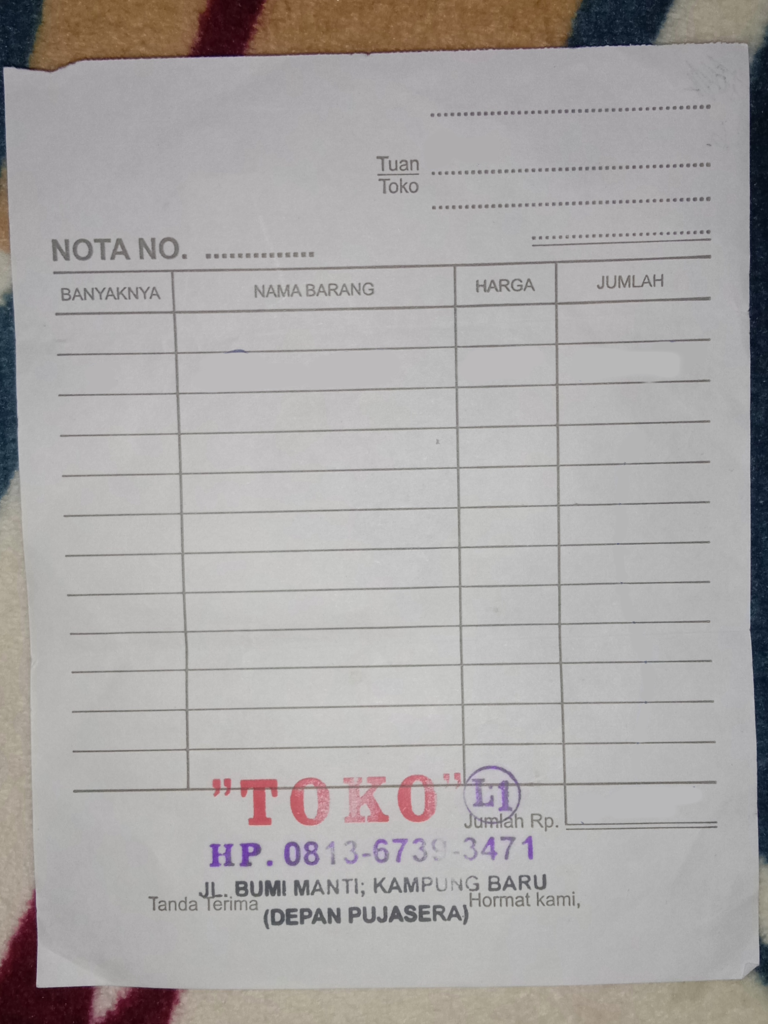 Tuan
Toko
NOTA NO. ..............
BANYAKNYA NAMA BARANG HARGA JUMLAH
"TOKO" L1
Jumlah Rp.
HP. 0813-6739-3471
JL. BUMI MANTI; KAMPUNG BARU
Tanda Terima Hormat kami,
(DEPAN PUJASERA)